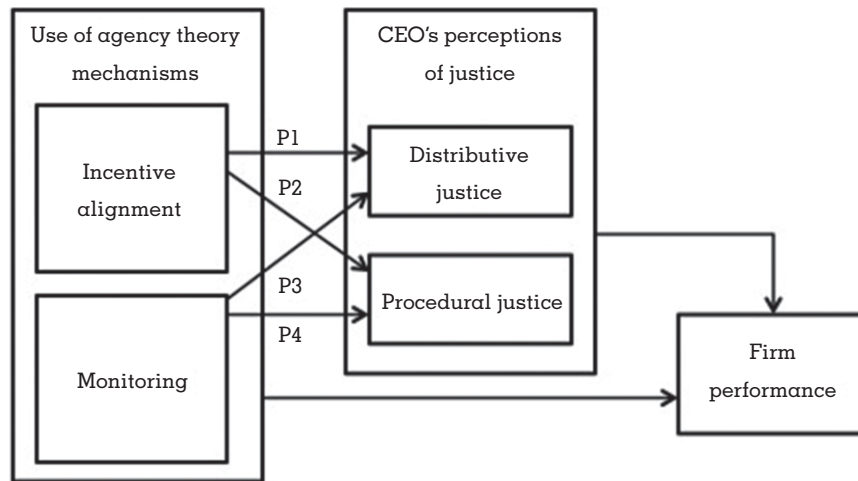 Use of agency theory
mechanisms
Incentive
alignment
Monitoring
P1
P2
P3
P4
CEO's perceptions
of justice
Distributive
justice
Procedural justice
Firm
performance